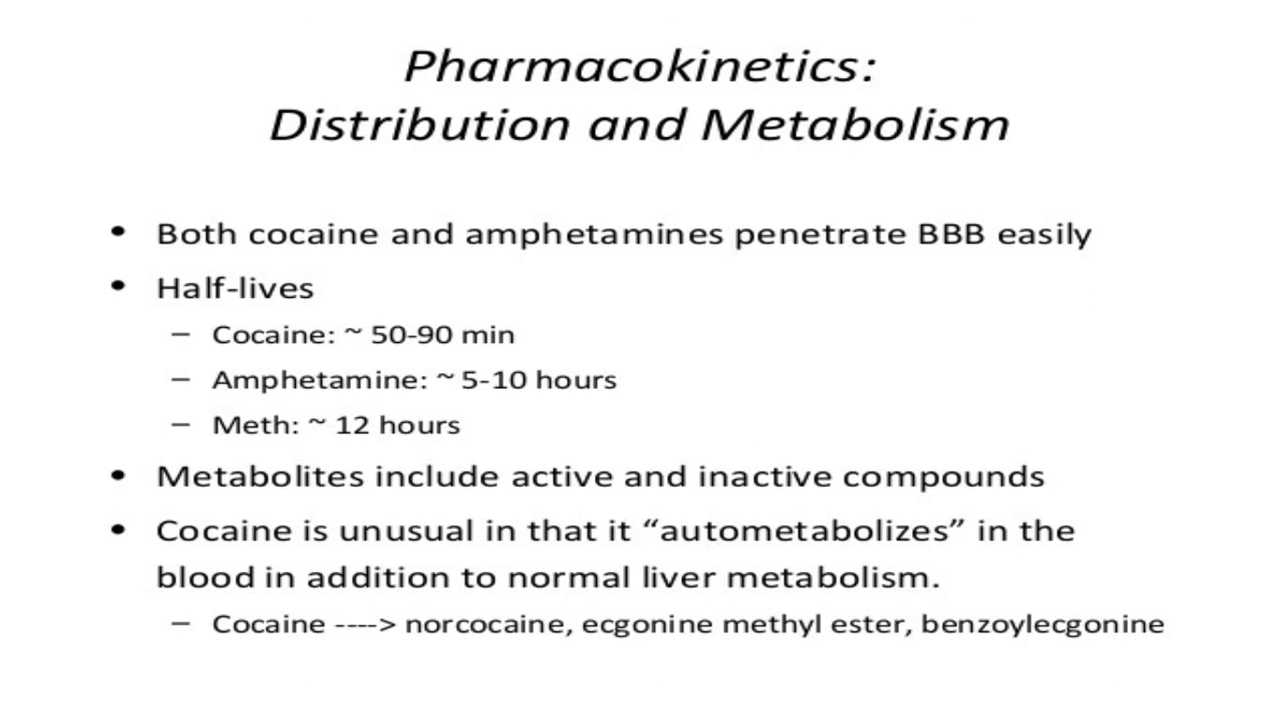 Pharmacokinetics:
Distribution and Metabolism
• Both cocaine and amphetamines penetrate BBB easily
• Half-lives
– Cocaine: ~ 50-90 min
– Amphetamine: ~ 5-10 hours
– Meth: ~ 12 hours
• Metabolites include active and inactive compounds
• Cocaine is unusual in that it “autometabolizes” in the
blood in addition to normal liver metabolism.
– Cocaine ----> norcocaine, ecgonine methyl ester, benzoylecgonine